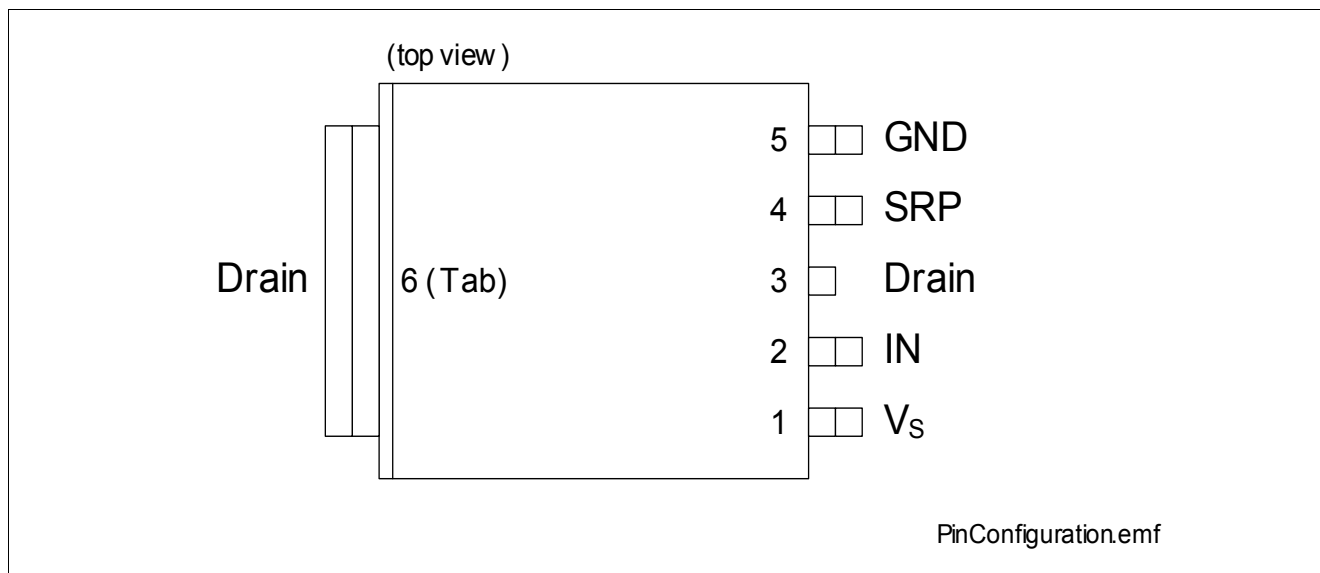 (top view)
5 GND
4 SRP
Drain 6 (Tab) 3 Drain
2 IN
1 VS
PinConfiguration.emf